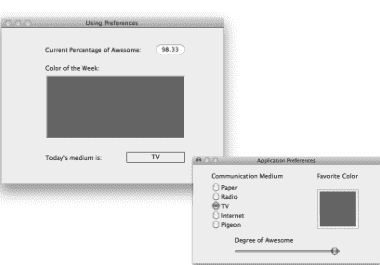 Using Preferences
Current Percentage of Awesome: 98.33
Color of the Week:
Today's medium is: TV
Application Preferences
Communication Medium
Favorite Color
Paper
Radio
TV
Internet
Pigeon
Degree of Awesome